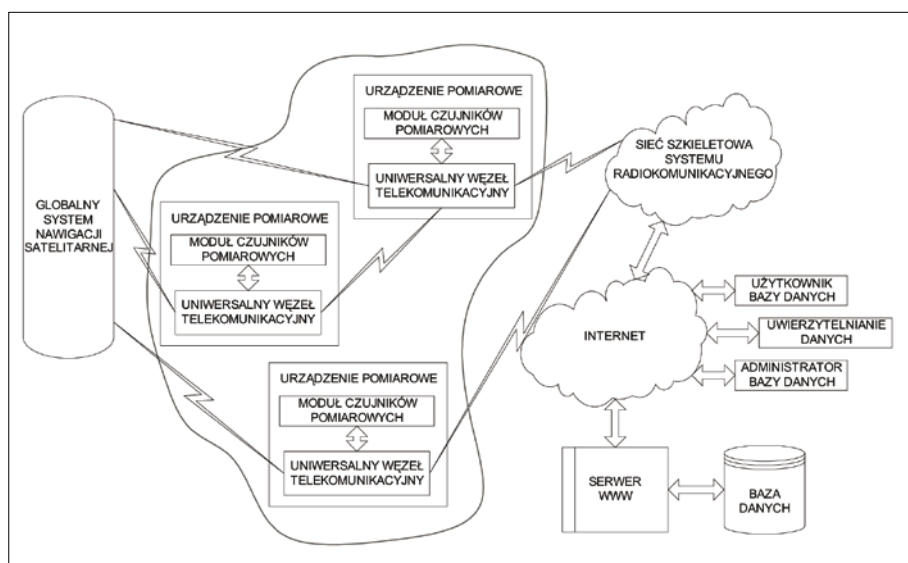 GLOBALNY
SYSTEM
NAWIGACJI
SATELITARNEJ
URZĄDZENIE POMIAROWE
MODUŁ CZUJNIKÓW
POMIAROWYCH
UNIWERSALNY WĘZEŁ
TELEKOMUNIKACYJNY
URZĄDZENIE POMIAROWE
MODUŁ CZUJNIKÓW
POMIAROWYCH
UNIWERSALNY WĘZEŁ
TELEKOMUNIKACYJNY
URZĄDZENIE POMIAROWE
MODUŁ CZUJNIKÓW
POMIAROWYCH
UNIWERSALNY WĘZEŁ
TELEKOMUNIKACYJNY
SIEĆ SZKIELETOWA
SYSTEMU
RADIOKOMUNIKACYJNEGO
INTERNET
UŻYTKOWNIK
BAZY DANYCH
UWIERZYTELNIANIE
DANYCH
ADMINISTRATOR
BAZY DANYCH
SERWER
WWW
BAZA
DANYCH